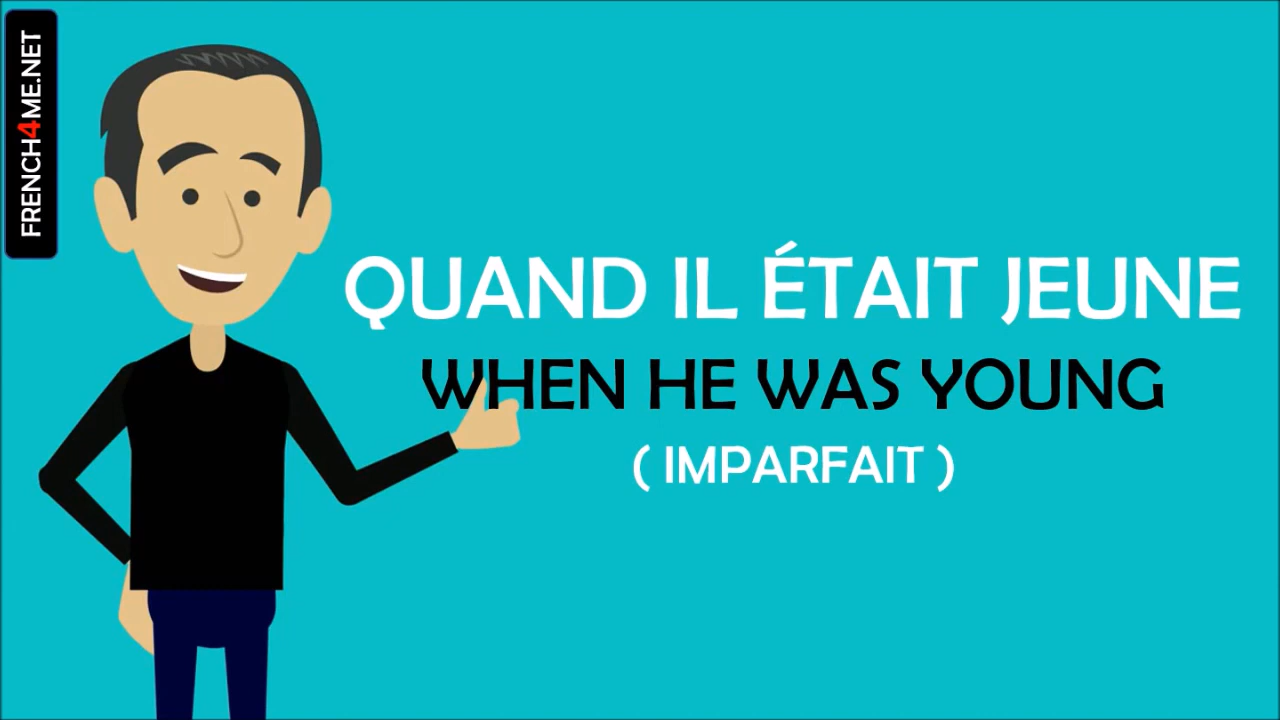 FRENCH4ME.NET
QUAND IL ÉTAIT JEUNE
WHEN HE WAS YOUNG
( IMPARFAIT )